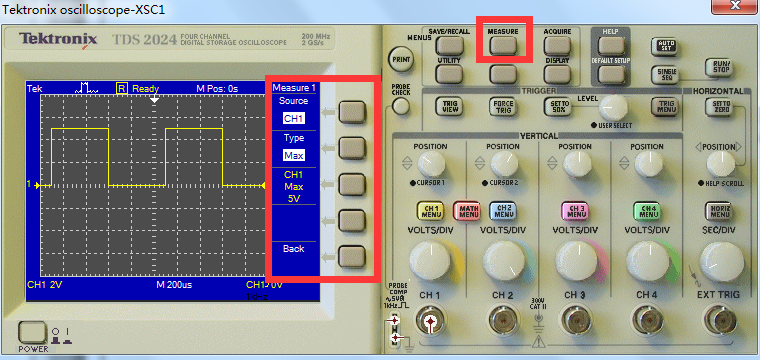 Tektronix oscilloscope-XSC1
Tektronix TDS 2024 FOUR CHANNEL DIGITAL STORAGE OSCILLOSCOPE 200 MHz 2 GS/s
Tek R Ready M Pos: 0s
Measure 1
Source
CH1
Type
Max
CH1
Max
5V
Back
1
CH1 2V M 200us
POWER
MENUS SAVE/RECALL MEASURE ACQUIRE HELP AUTO SET
PRINT UTILITY DISPLAY DEFAULT SETUP SINGLE SEQ RUN/STOP
PROBE CHECK
TRIGGER HORIZONTAL
TRIG VIEW FORCE TRIG SET TO 50% LEVEL TRIG MENU SET TO ZERO
USER SELECT
VERTICAL
POSITION POSITION POSITION POSITION POSITION
CURSOR 1 CURSOR 2 HELP SCROLL
CH 1 MENU MATH MENU CH 2 MENU CH 3 MENU CH 4 MENU HORIZ MENU
VOLTS/DIV VOLTS/DIV VOLTS/DIV VOLTS/DIV SEC/DIV
PROBE COMP
~5V
1kHz
CH 1 CH 2 300V CAT II CH 3 CH 4 EXT TRIG